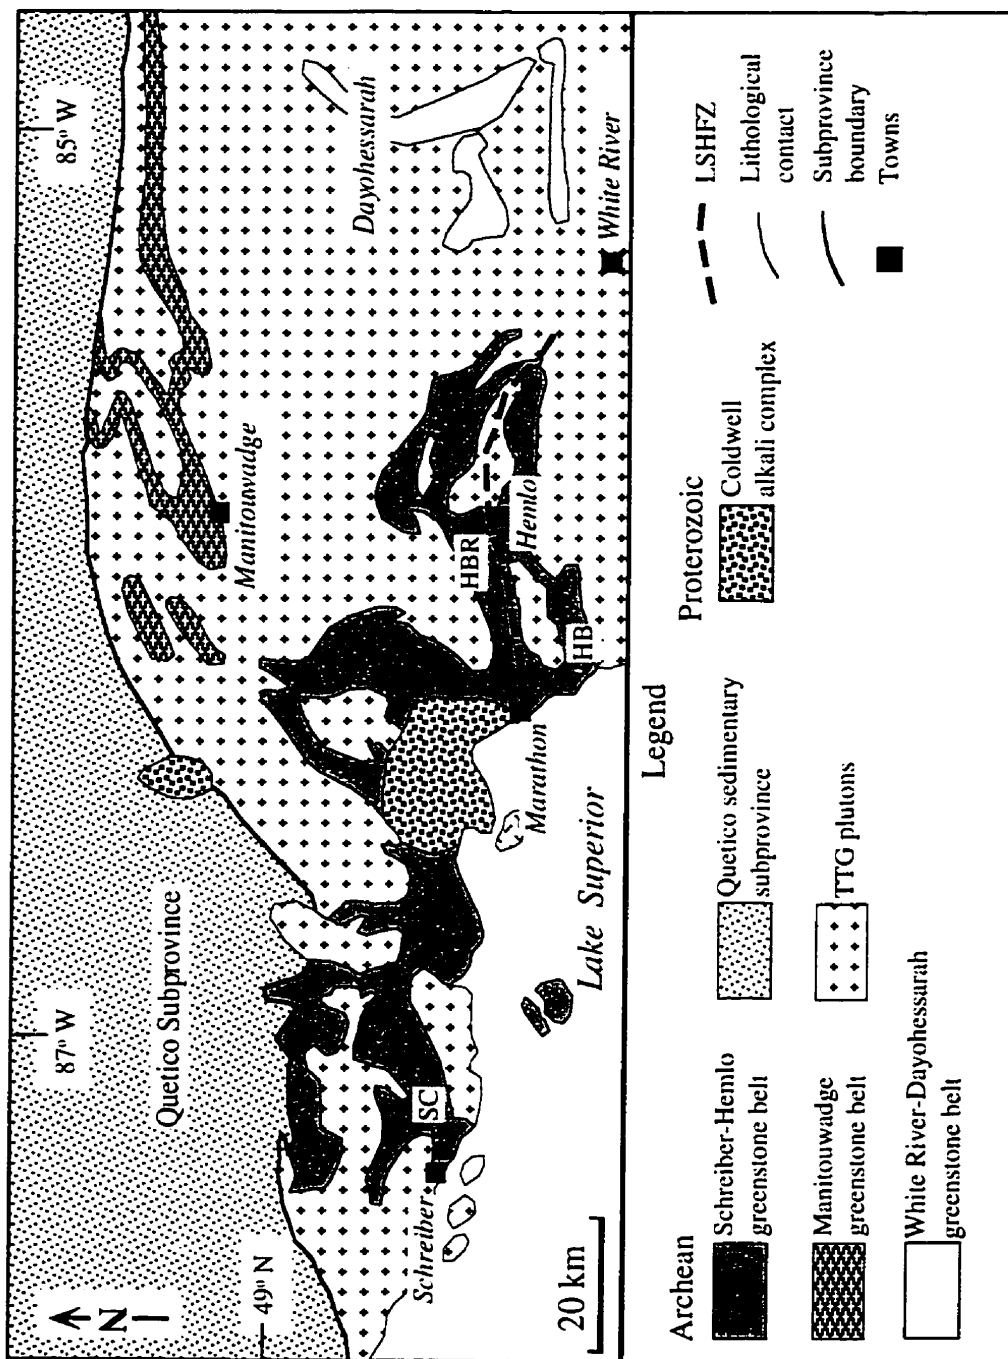 87° W
85° W
N
Quetico Subprovince
49° N
Manitouwadge
Dayohessarah
Schreiber
SC
Marathon
HBR
Hemlo
HB
White River
Lake Superior
20 km
Legend
Archean
Schreiber-Hemlo
greenstone belt
Manitouwadge
greenstone belt
White River-Dayohessarah
greenstone belt
Quetico sedimentary
subprovince
TTG plutons
Proterozoic
Coldwell
alkali complex
LSHFZ
Lithological
contact
Subprovince
boundary
Towns